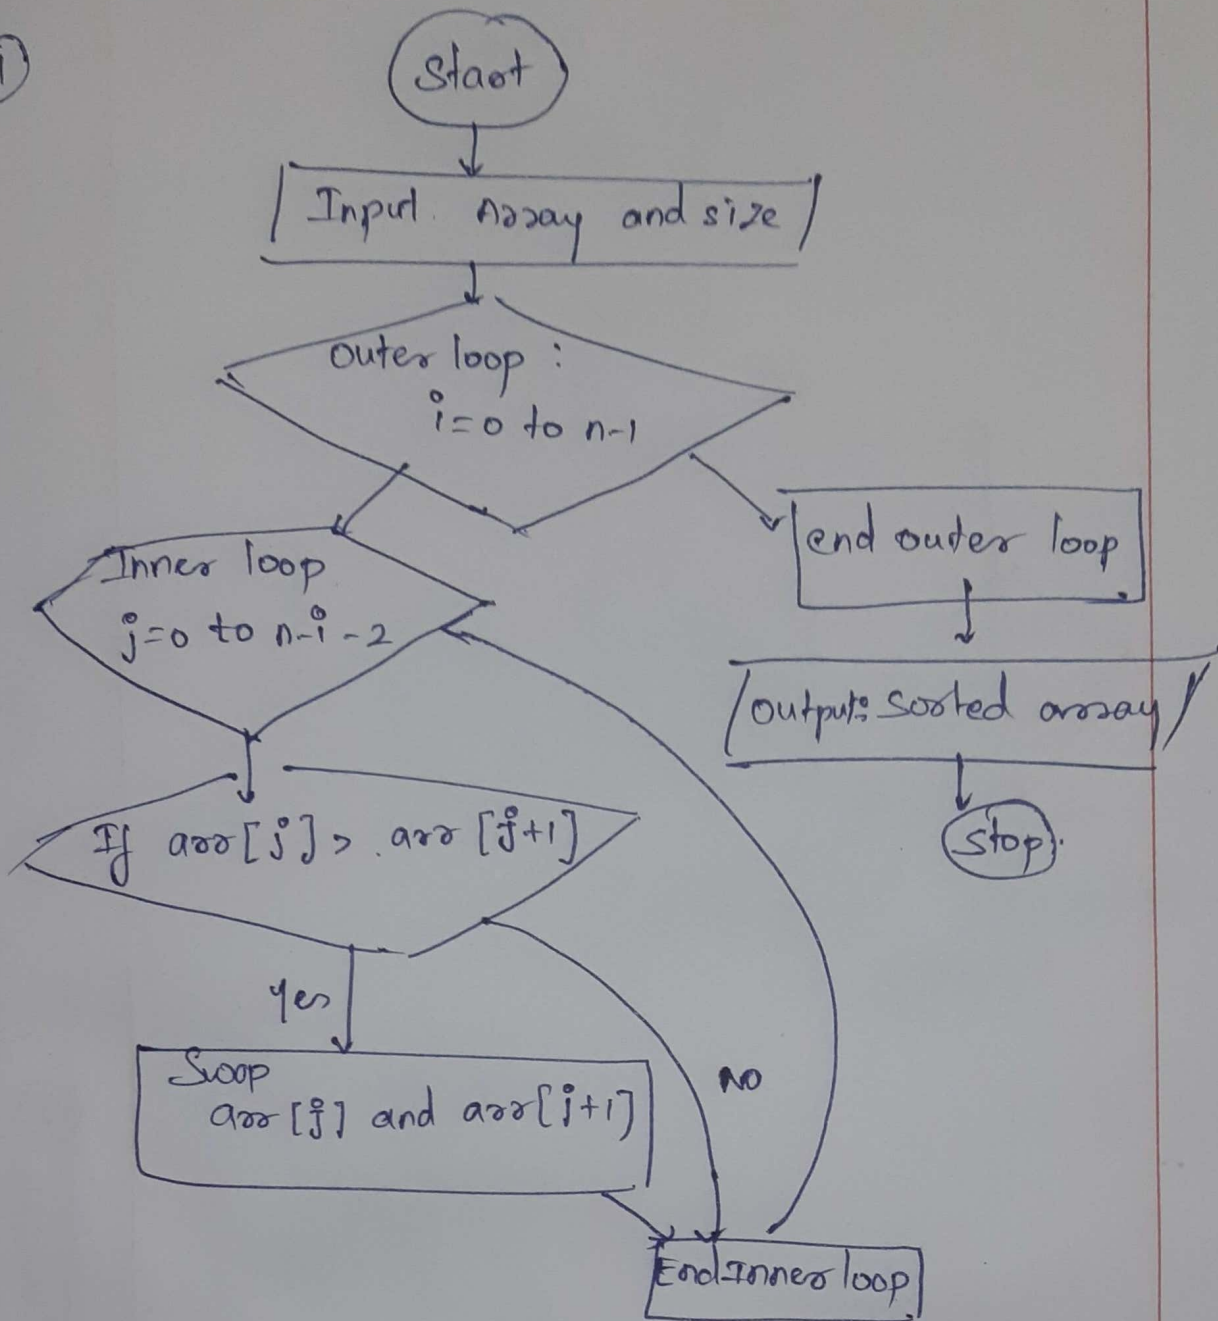 1
Start
Input Array and size
outer loop :
i=0 to n-1
Inner loop
j=0 to n-i-2
end outer loop
output: Sorted array
Stop.
If arr[j] > arr[j+1]
Yes
NO
Swap
arr[j] and arr[j+1]
End Inner loop